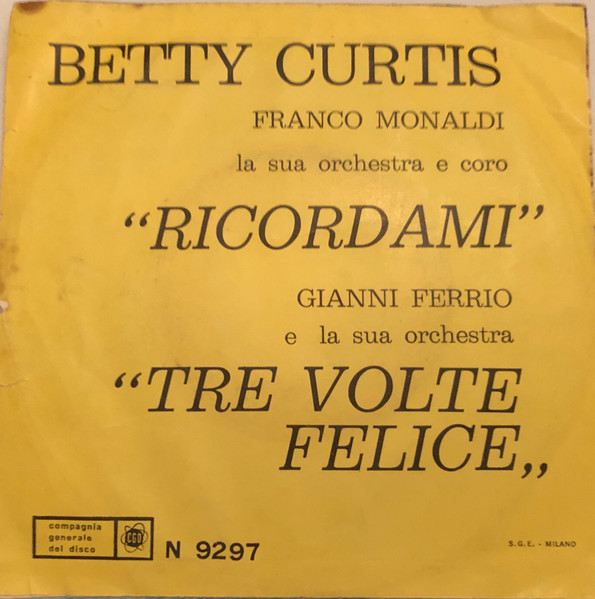 BETTY CURTIS
FRANCO MONALDI
la sua orchestra e coro
“RICORDAMI”
GIANNI FERRIO
e la sua orchestra
“TRE VOLTE
FELICE„
compagnia
generale
del disco
CGD
N 9297
S.G.E. - MILANO